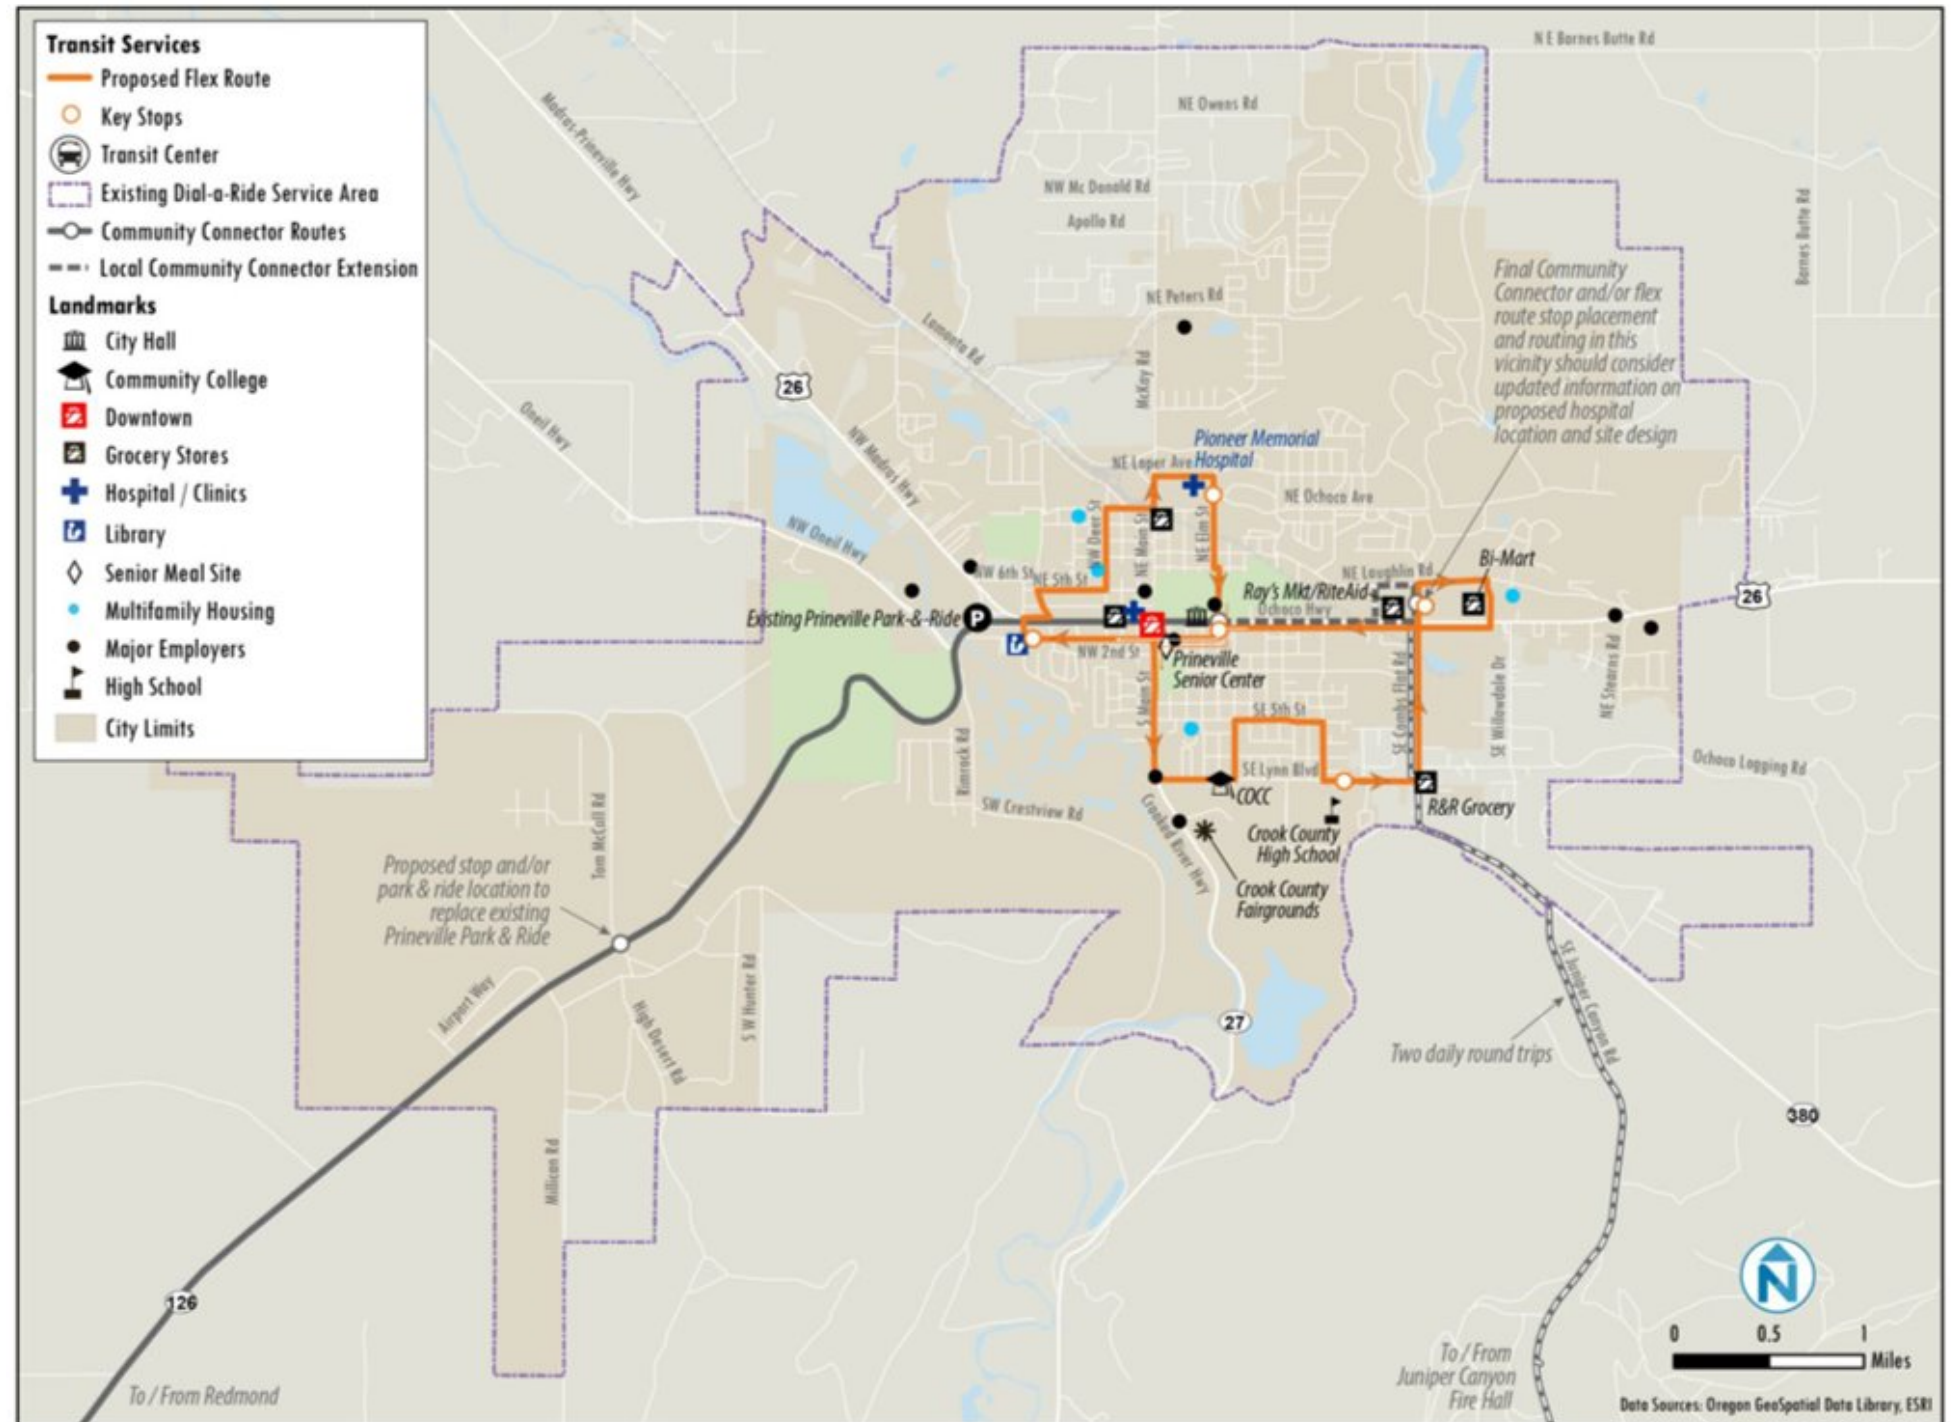 Transit Services
Proposed Flex Route
Key Stops
Transit Center
Existing Dial-a-Ride Service Area
Community Connector Routes
Local Community Connector Extension
Landmarks
City Hall
Community College
Downtown
Grocery Stores
Hospital / Clinics
Library
Senior Meal Site
Multifamily Housing
Major Employers
High School
City Limits
NE Barnes Butte Rd
Madras-Prineville Hwy
NE Owens Rd
NW Mc Donald Rd
Apollo Rd
Barnes Butte Rd
NE Peters Rd
Final Community
Connector and/or flex
route stop placement
and routing in this
vicinity should consider
updated information on
proposed hospital
location and site design
Lamonta Rd
McKay Rd
26
Oneil Hwy
NW Madras Hwy
Pioneer Memorial
Hospital
NE Loper Ave
NE Ochoco Ave
NW Oneil Hwy
NW Deer St
NE Main St
NE Elm St
NW 6th St
NE 5th St
NE Laughlin Rd
Bi-Mart
Ray's Mkt/RiteAid
Ochoco Hwy
26
Existing Prineville Park-&-Ride
P
NW 2nd St
Prineville
Senior Center
S Main St
SE Combs Flat Rd
SE Willowdale Dr
NE Stearns Rd
SE 5th St
Rimrock Rd
SE Lynn Blvd
Ochoco Logging Rd
COCC
R&R Grocery
SW Crestview Rd
Crooked River Hwy
Crook County
High School
Tom McCall Rd
Proposed stop and/or
park & ride location to
replace existing
Prineville Park & Ride
Crook County
Fairgrounds
Airport Way
High Desert Rd
S W Hunter Rd
27
SE Juniper Canyon Rd
Two daily round trips
380
Millican Rd
126
N
0 0.5 1
Miles
To / From Redmond
To / From
Juniper Canyon
Fire Hall
Data Sources: Oregon GeoSpatial Data Library, ESRI